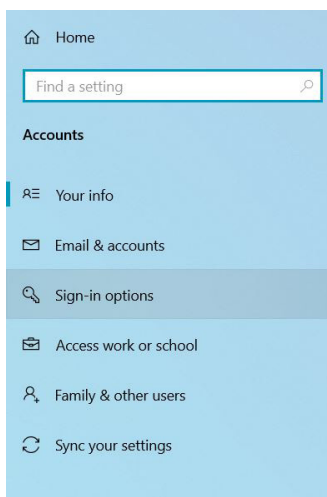 Home
Find a setting
Accounts
Your info
Email & accounts
Sign-in options
Access work or school
Family & other users
Sync your settings